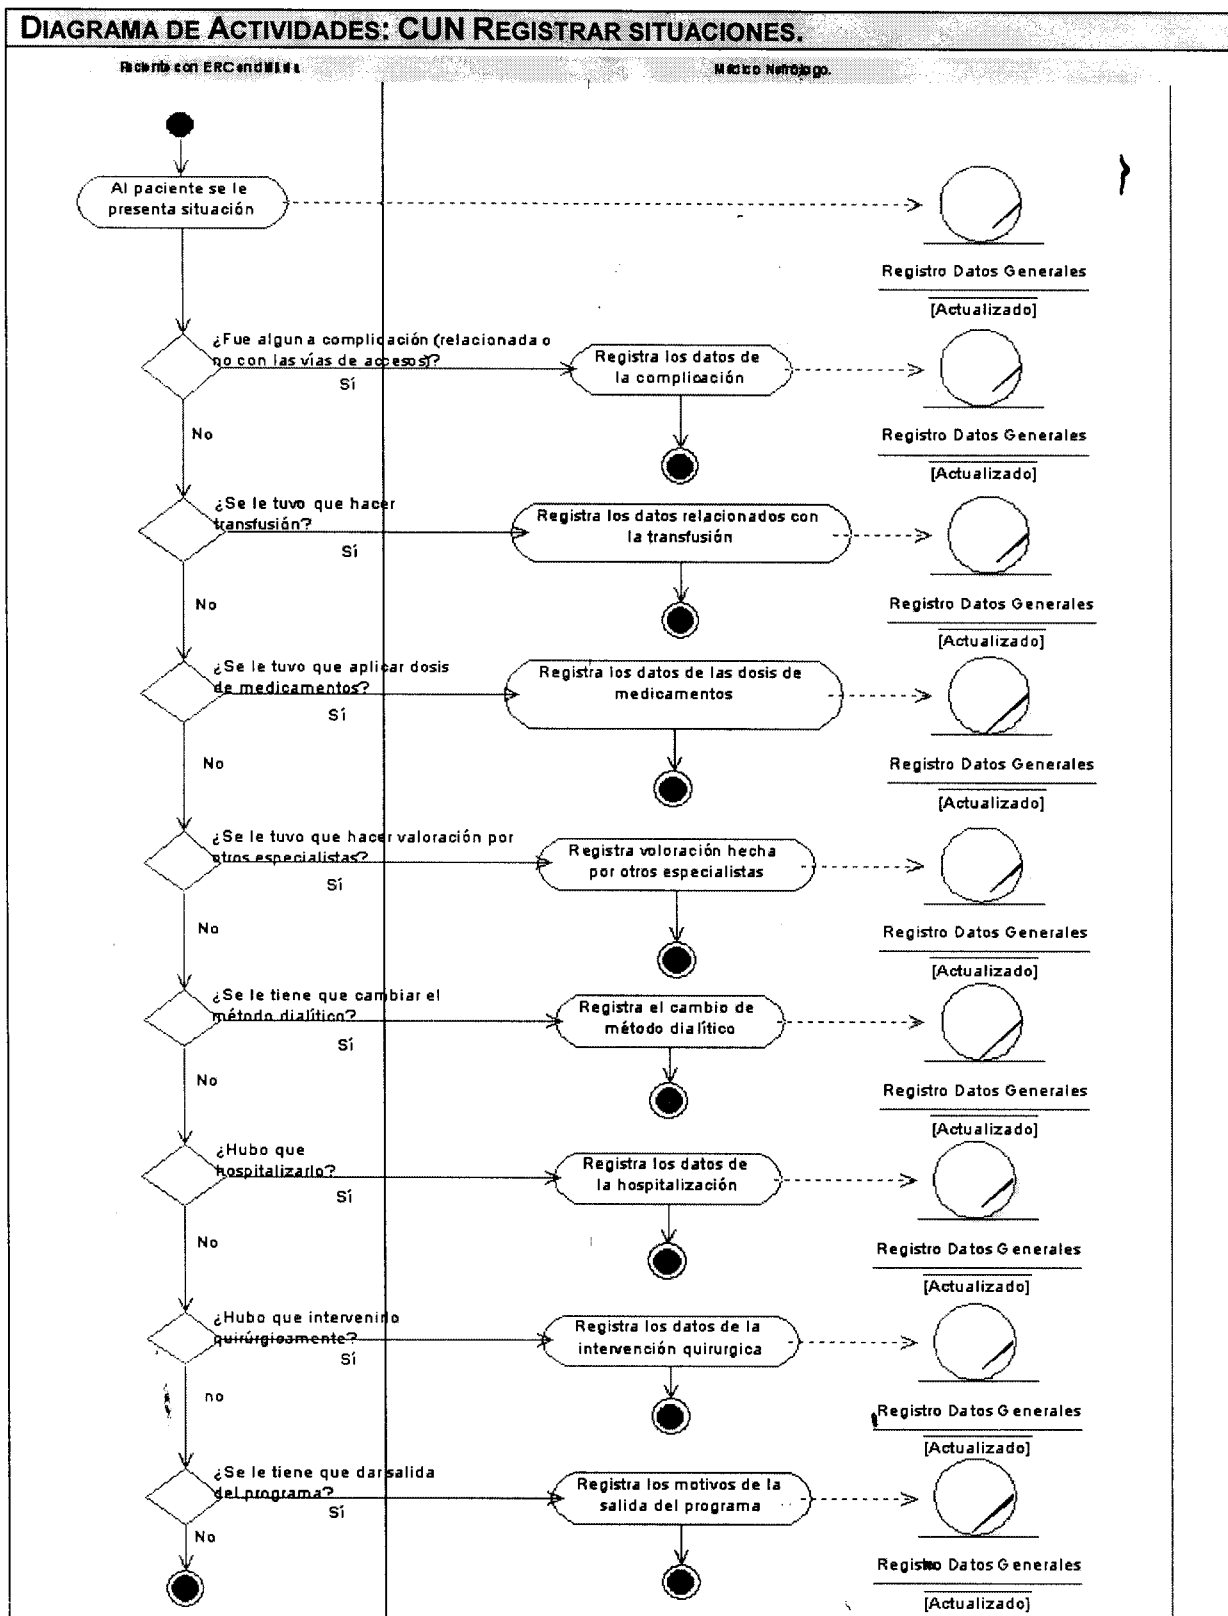 DIAGRAMA DE ACTIVIDADES: CUN REGISTRAR SITUACIONES.
Paciente con ERC en diálisis.
Médico Nefrólogo.
Al paciente se le
presenta situación
Registro Datos Generales
[Actualizado]
¿Fue alguna complicación (relacionada o
no con las vías de accesos)?
Sí
Registra los datos de
la complicación
No
Registro Datos Generales
[Actualizado]
¿Se le tuvo que hacer
transfusión?
Sí
Registra los datos relacionados con
la transfusión
No
Registro Datos Generales
[Actualizado]
¿Se le tuvo que aplicar dosis
de medicamentos?
Sí
Registra los datos de las dosis de
medicamentos
No
Registro Datos Generales
[Actualizado]
¿Se le tuvo que hacer valoración por
otros especialistas?
Sí
Registra voloración hecha
por otros especialistas
No
Registro Datos Generales
[Actualizado]
¿Se le tiene que cambiar el
método dialítico?
Sí
Registra el cambio de
método dialítico
No
Registro Datos Generales
[Actualizado]
¿Hubo que
hospitalizarlo?
Sí
Registra los datos de
la hospitalización
No
Registro Datos Generales
[Actualizado]
¿Hubo que intervenirlo
quirúrgicamente?
Sí
Registra los datos de la
intervención quirurgica
no
Registro Datos Generales
[Actualizado]
¿Se le tiene que dar salida
del programa?
Sí
Registra los motivos de la
salida del programa
No
Registro Datos Generales
[Actualizado]